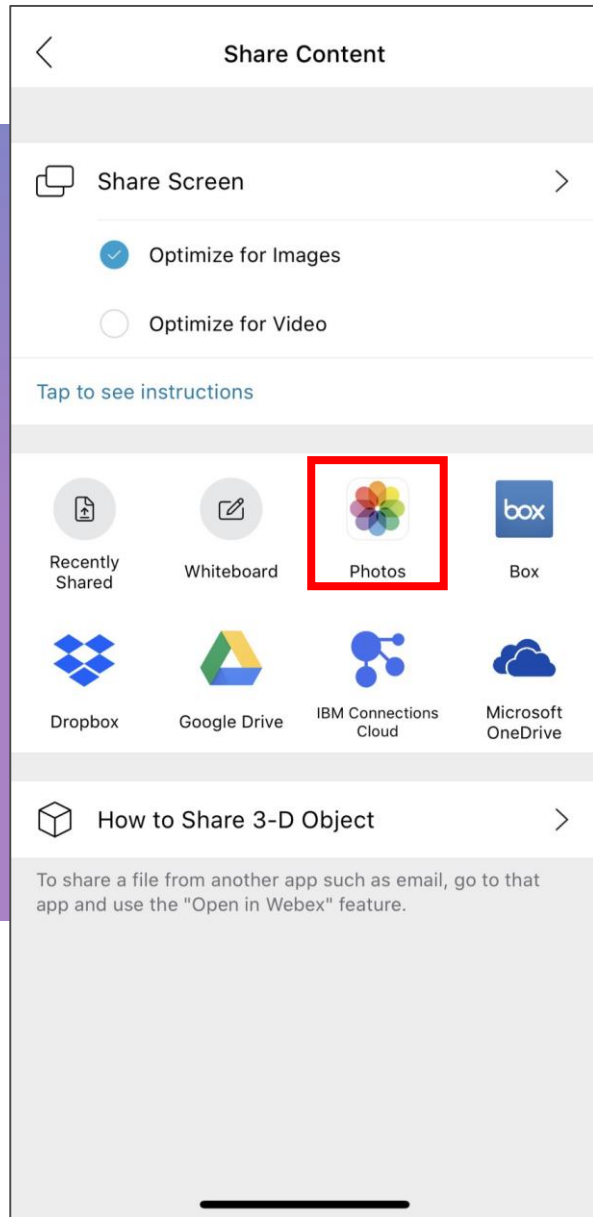 Share Content
Share Screen
Optimize for Images
Optimize for Video
Tap to see instructions
Recently
Shared
Whiteboard
Photos
box
Box
Dropbox
Google Drive
IBM Connections
Cloud
Microsoft
OneDrive
How to Share 3-D Object
To share a file from another app such as email, go to that
app and use the "Open in Webex" feature.